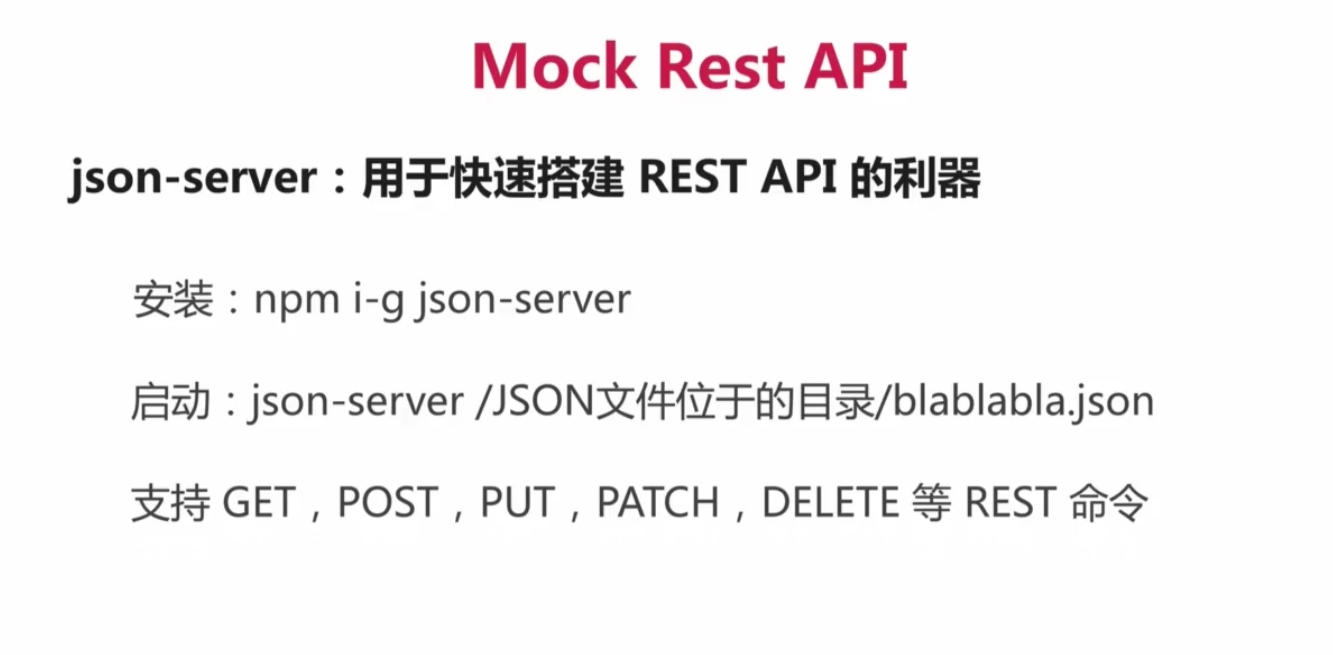 Mock Rest API
json-server：用于快速搭建 REST API 的利器
安装：npm i-g json-server
启动：json-server /JSON文件位于的目录/blablabla.json
支持 GET，POST，PUT，PATCH，DELETE 等 REST 命令